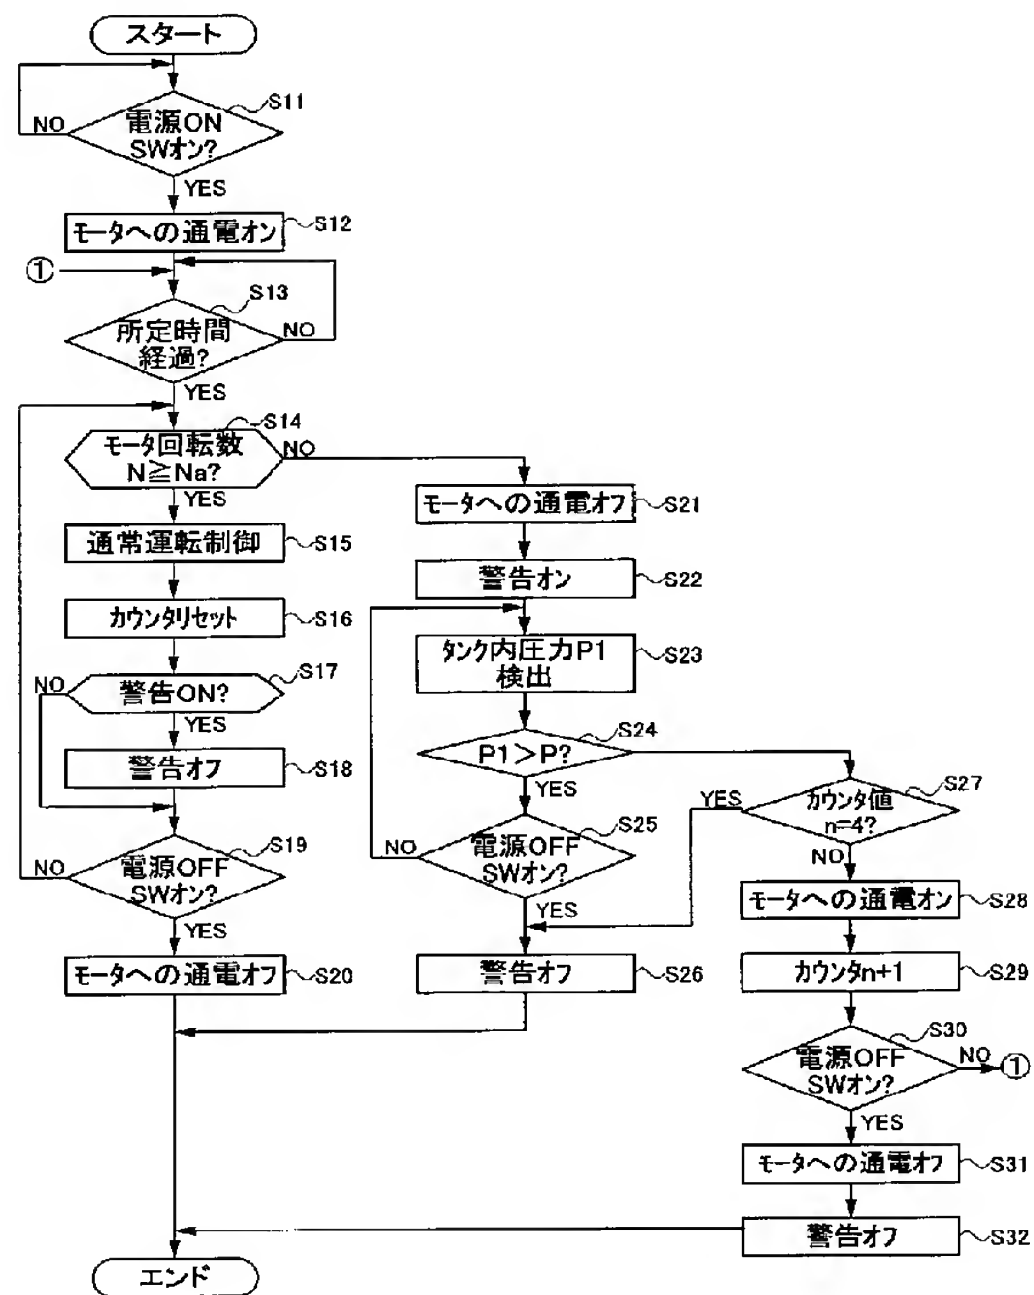 スタート
電源ON
SWオン?
S11
NO
YES
モータへの通電オン
S12
①
所定時間
経過?
S13
NO
YES
モータ回転数
N≧Na?
S14
NO
YES
通常運転制御
S15
カウンタリセット
S16
警告ON?
S17
NO
YES
警告オフ
S18
電源OFF
SWオン?
S19
NO
YES
モータへの通電オフ
S20
モータへの通電オフ
S21
警告オン
S22
タンク内圧力P1
検出
S23
P1>P?
S24
YES
電源OFF
SWオン?
S25
NO
YES
警告オフ
S26
カウンタ値
n=4?
S27
YES
NO
モータへの通電オン
S28
カウンタn+1
S29
電源OFF
SWオン?
S30
NO
①
YES
モータへの通電オフ
S31
警告オフ
S32
エンド